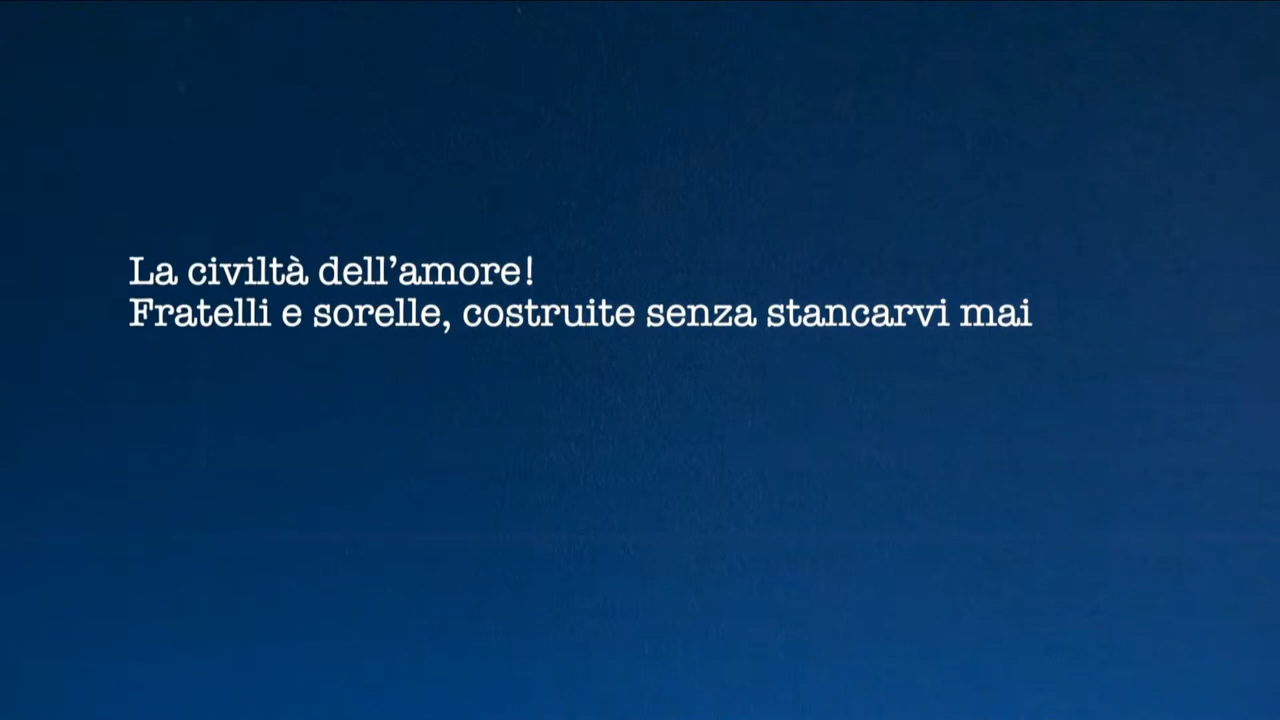 La civiltà dell’amore!
Fratelli e sorelle, costruite senza stancarvi mai